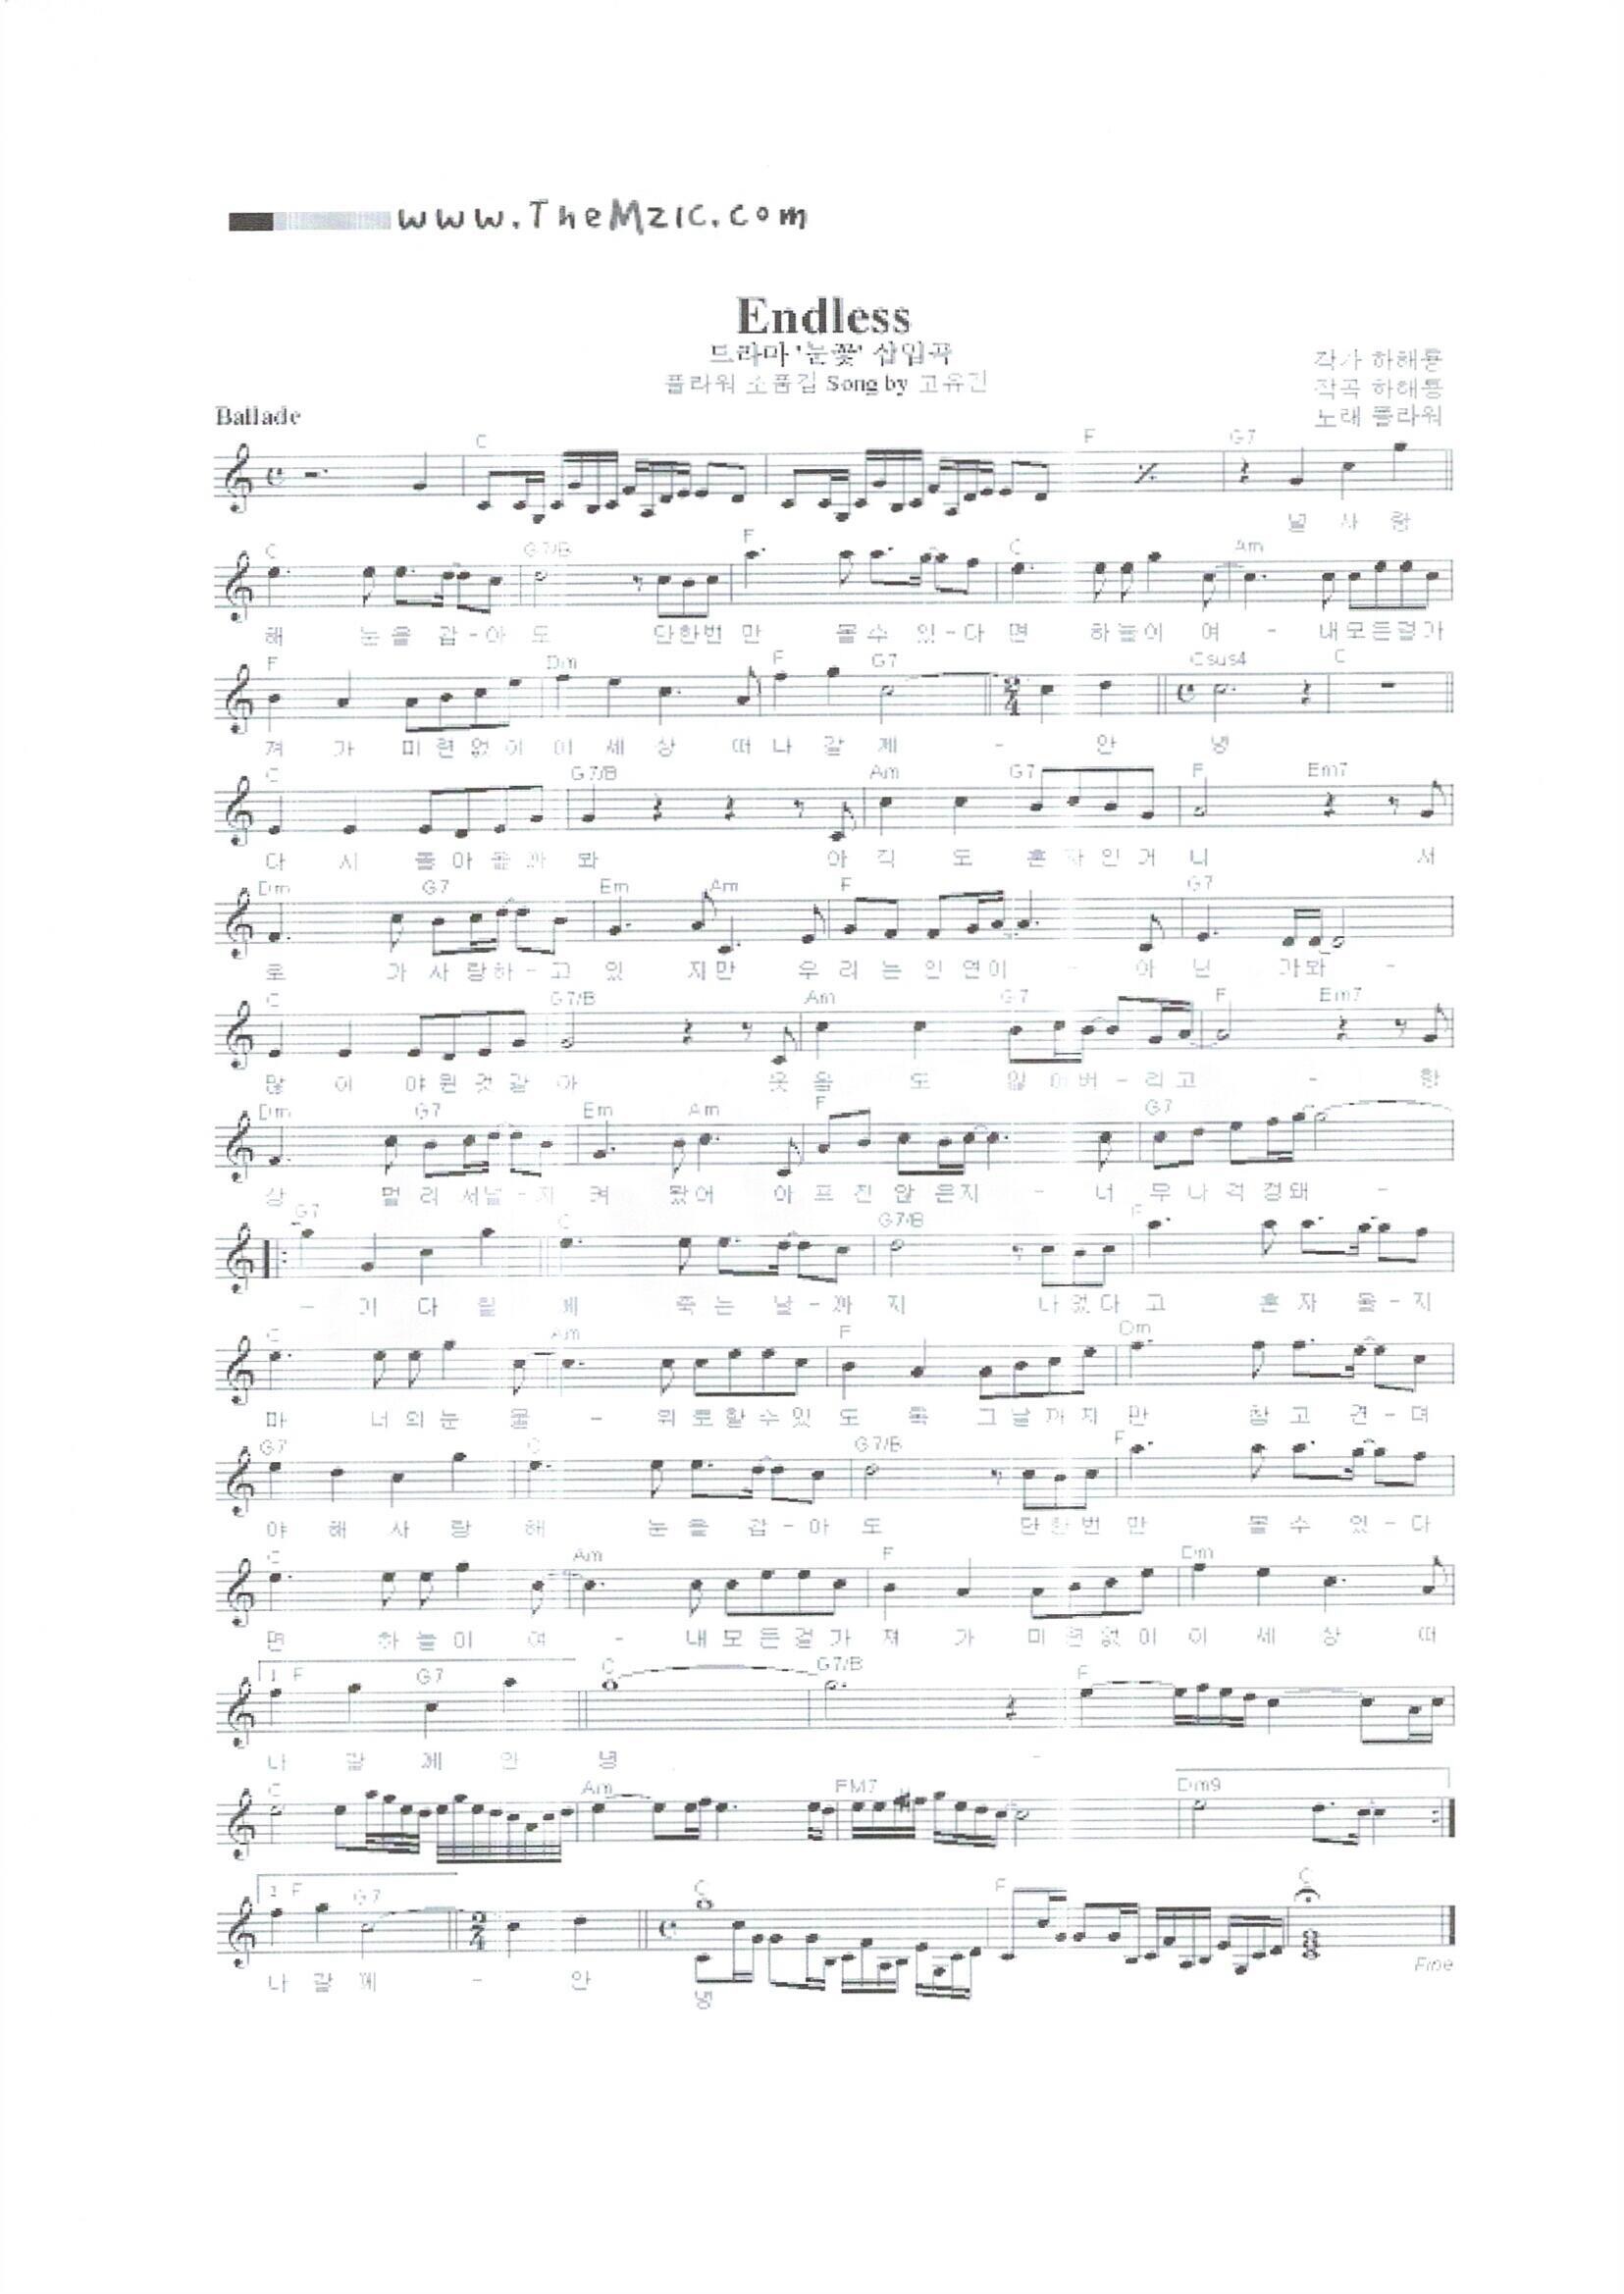 www.TheMzic.com
Endless
드라마 '눈꽃' 삽입곡
플라워 소품집 Song by 고유진
작가 하해룡
작곡 하해룡
노래 플라워
Ballade
C F G7
널 사 랑
C G7/B F C Am
해 눈 을 감 - 아 도 단 한 번 만 볼 수 있 - 다 면 하 늘 이 여 - 내 모 든 걸 가
F Dm F G7 Csus4 C
져 가 미 련 없 이 이 세 상 떠 나 갈 께 - 안 녕
C G7/B Am G7 F Em7
다 시 돌 아 올 까 봐 아 직 도 혼 자 인 거 니 서
Dm G7 Em Am F G7
로 가 사 랑 하 - 고 있 지 만 우 리 는 인 연 이 - 아 닌 가 봐 -
C G7/B Am G7 F Em7
많 이 야 윈 것 같 아 웃 음 도 잃 어 버 - 리 고 - 항
Dm G7 Em Am F G7
상 멀 리 서 널 - 지 켜 봤 어 아 프 진 않 은 지 - 너 무 나 걱 정 돼 -
G7 C G7/B F
- 기 다 릴 께 죽 는 날 - 까 지 나 없 다 고 혼 자 울 - 지
C Am F Dm
마 너 의 눈 물 - 위 로 할 수 있 도 록 그 날 까 지 만 참 고 견 - 뎌
G7 C G7/B F
야 해 사 랑 해 눈 을 감 - 아 도 단 한 번 만 볼 수 있 - 다
C Am F Dm
면 하 늘 이 여 - 내 모 든 걸 가 져 가 미 련 없 이 이 세 상 떠
1. F G7 C G7/B F
나 갈 께 안 녕 -
C Am FM7 Dm9
2. F G7 C F C
나 갈 께 - 안 녕
Fine